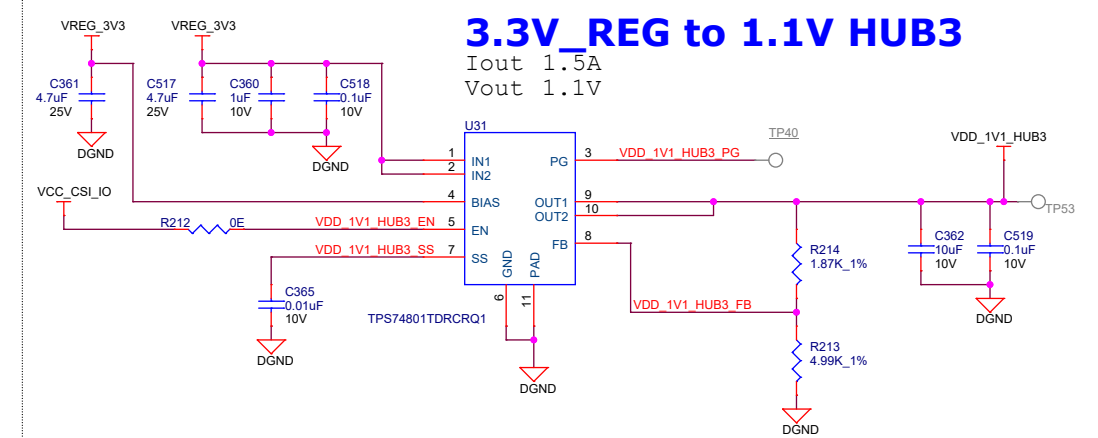 3.3V_REG to 1.1V HUB3
Iout 1.5A
Vout 1.1V
VREG_3V3
VREG_3V3
C361
4.7uF
25V
C517
4.7uF
25V
C360
1uF
10V
C518
0.1uF
10V
DGND
DGND
U31
1
IN1
2
IN2
4
BIAS
5
EN
7
SS
PG
3
OUT1
9
OUT2
10
FB
8
GND
6
PAD
11
TPS74801TDRCRQ1
DGND
VCC_CSI_IO
R212
0E
VDD_1V1_HUB3_EN
VDD_1V1_HUB3_SS
C365
0.01uF
10V
DGND
VDD_1V1_HUB3_PG
TP40
VDD_1V1_HUB3
TP53
R214
1.87K_1%
VDD_1V1_HUB3_FB
R213
4.99K_1%
DGND
C362
10uF
10V
C519
0.1uF
10V
DGND